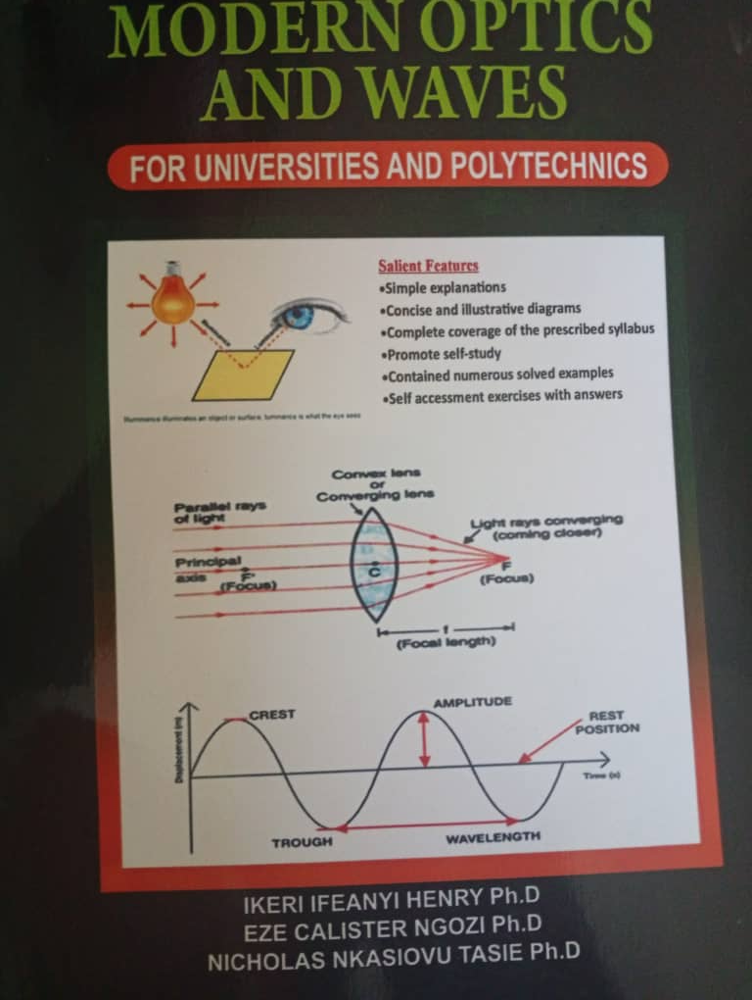 MODERN OPTICS
AND WAVES
FOR UNIVERSITIES AND POLYTECHNICS
Salient Features
•Simple explanations
•Concise and illustrative diagrams
•Complete coverage of the prescribed syllabus
•Promote self-study
•Contained numerous solved examples
•Self accessment exercises with answers
Illuminance
Luminance
Illuminance illuminates an object or surface, luminance is what the eye sees
Convex lens
or
Converging lens
Parallel rays
of light
Light rays converging
(coming closer)
Principal
axis
F'
(Focus)
C
F
(Focus)
f
(Focal length)
Displacement (m)
CREST
AMPLITUDE
REST
POSITION
Time (s)
TROUGH
WAVELENGTH
IKERI IFEANYI HENRY Ph.D
EZE CALISTER NGOZI Ph.D
NICHOLAS NKASIOVU TASIE Ph.D